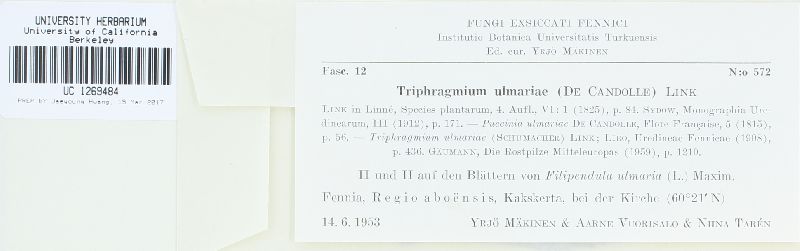 UNIVERSITY HERBARIUM
University of California
Berkeley
UC 1269484
PREP BY Jaeyoung Huang, 15 Mar 2017
FUNGI EXSICCATI FENNICI
Institutio Botanica Universitatis Turkuensis
Ed. cur. YRJÖ MÄKINEN
Fasc. 12 N:o 572
Triphragmium ulmariae (DE CANDOLLE) LINK
LINK in Linné, Species plantarum, 4. Aufl., VI: 1 (1825), p. 84. SYDOW, Monographia Ure-
dinearum, III (1912), p. 171. — Puccinia ulmariae DE CANDOLLE, Flore Française, 5 (1815),
p. 56. — Triphragmium ulmariae (SCHUMACHER) LINK; LIRO, Uredineae Fennicae (1908),
p. 436. GÄUMANN, Die Rostpilze Mitteleuropas (1959), p. 1210.
II und II auf den Blättern von Filipendula ulmaria (L.) Maxim.
Fennia, Regio aboënsis, Kakskerta, bei der Kirche (60°21′ N)
14. 6. 1953 YRJÖ MÄKINEN & AARNE VUORISALO & NIINA TARÉN